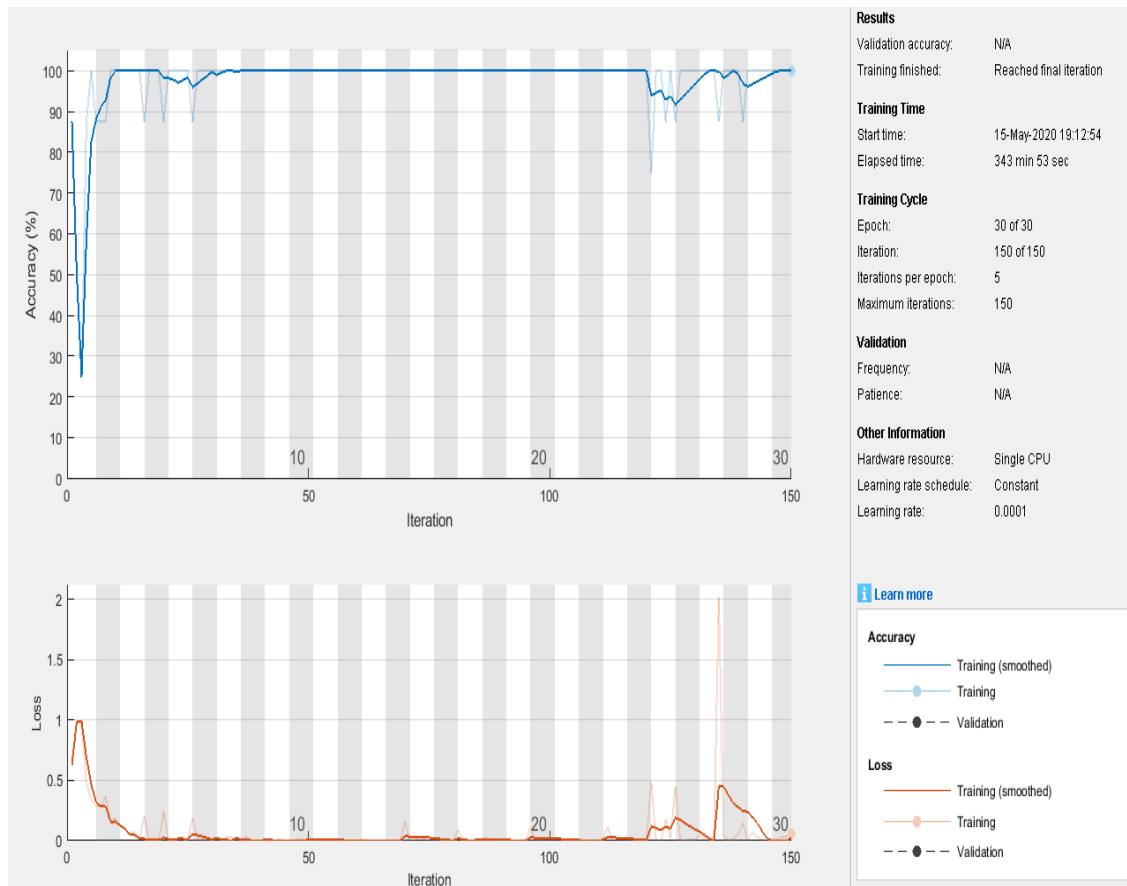 100
90
80
70
60
50
40
30
20
10
0
Accuracy (%)
10
20
30
0
50
100
150
Iteration
2
1.5
1
0.5
0
Loss
10
20
30
0
50
100
150
Iteration
Results
Validation accuracy: N/A
Training finished: Reached final iteration
Training Time
Start time: 15-May-2020 19:12:54
Elapsed time: 343 min 53 sec
Training Cycle
Epoch: 30 of 30
Iteration: 150 of 150
Iterations per epoch: 5
Maximum iterations: 150
Validation
Frequency: N/A
Patience: N/A
Other Information
Hardware resource: Single CPU
Learning rate schedule: Constant
Learning rate: 0.0001
i Learn more
Accuracy
Training (smoothed)
Training
Validation
Loss
Training (smoothed)
Training
Validation